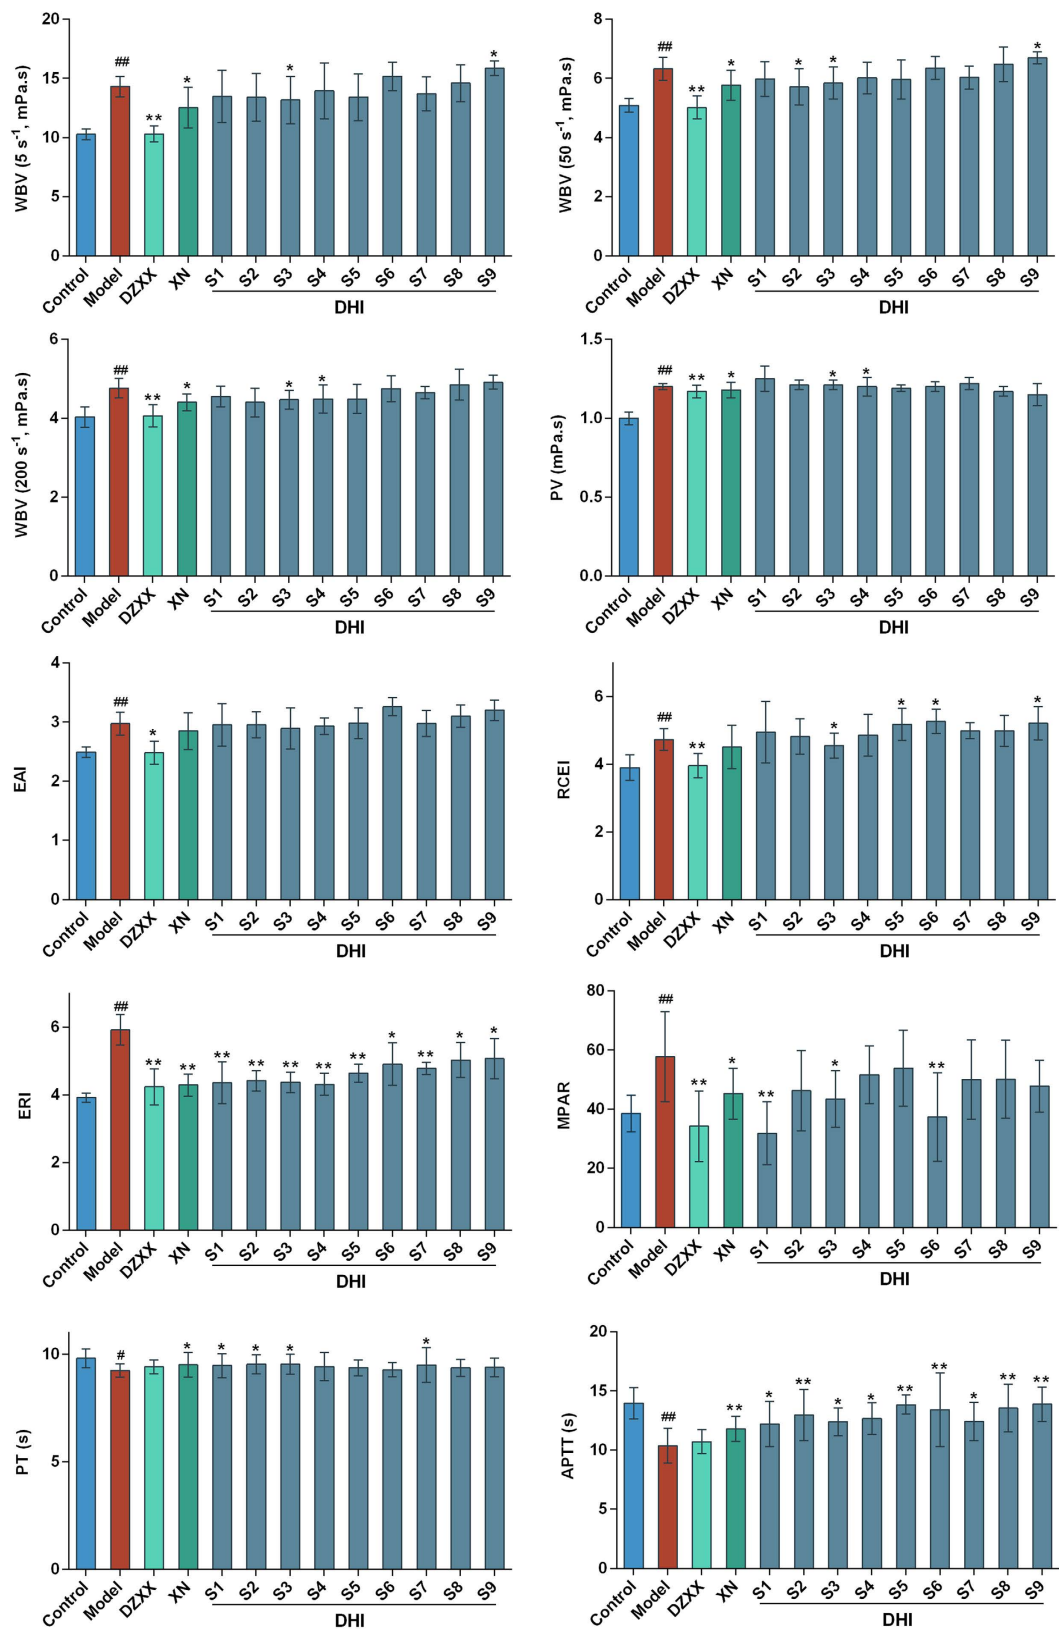 WBV (5 s⁻¹, mPa.s)
20
15
10
5
0
##
**
*
*
*
Control
Model
DZXX
XN
S1
S2
S3
S4
S5
S6
S7
S8
S9
DHI
WBV (50 s⁻¹, mPa.s)
8
6
4
2
0
##
**
*
*
*
*
Control
Model
DZXX
XN
S1
S2
S3
S4
S5
S6
S7
S8
S9
DHI
WBV (200 s⁻¹, mPa.s)
6
4
2
0
##
**
*
*
*
Control
Model
DZXX
XN
S1
S2
S3
S4
S5
S6
S7
S8
S9
DHI
PV (mPa.s)
1.5
1.0
0.5
0.0
##
**
*
*
*
Control
Model
DZXX
XN
S1
S2
S3
S4
S5
S6
S7
S8
S9
DHI
EAI
4
3
2
1
0
##
*
Control
Model
DZXX
XN
S1
S2
S3
S4
S5
S6
S7
S8
S9
DHI
RCEI
6
4
2
0
##
**
*
*
*
*
Control
Model
DZXX
XN
S1
S2
S3
S4
S5
S6
S7
S8
S9
DHI
ERI
6
4
2
0
##
**
**
**
**
**
**
**
*
**
*
*
Control
Model
DZXX
XN
S1
S2
S3
S4
S5
S6
S7
S8
S9
DHI
MPAR
80
60
40
20
0
##
**
*
**
*
**
Control
Model
DZXX
XN
S1
S2
S3
S4
S5
S6
S7
S8
S9
DHI
PT (s)
10
5
0
#
*
*
*
*
*
Control
Model
DZXX
XN
S1
S2
S3
S4
S5
S6
S7
S8
S9
DHI
APTT (s)
20
15
10
5
0
##
**
*
**
*
*
**
**
*
**
**
Control
Model
DZXX
XN
S1
S2
S3
S4
S5
S6
S7
S8
S9
DHI